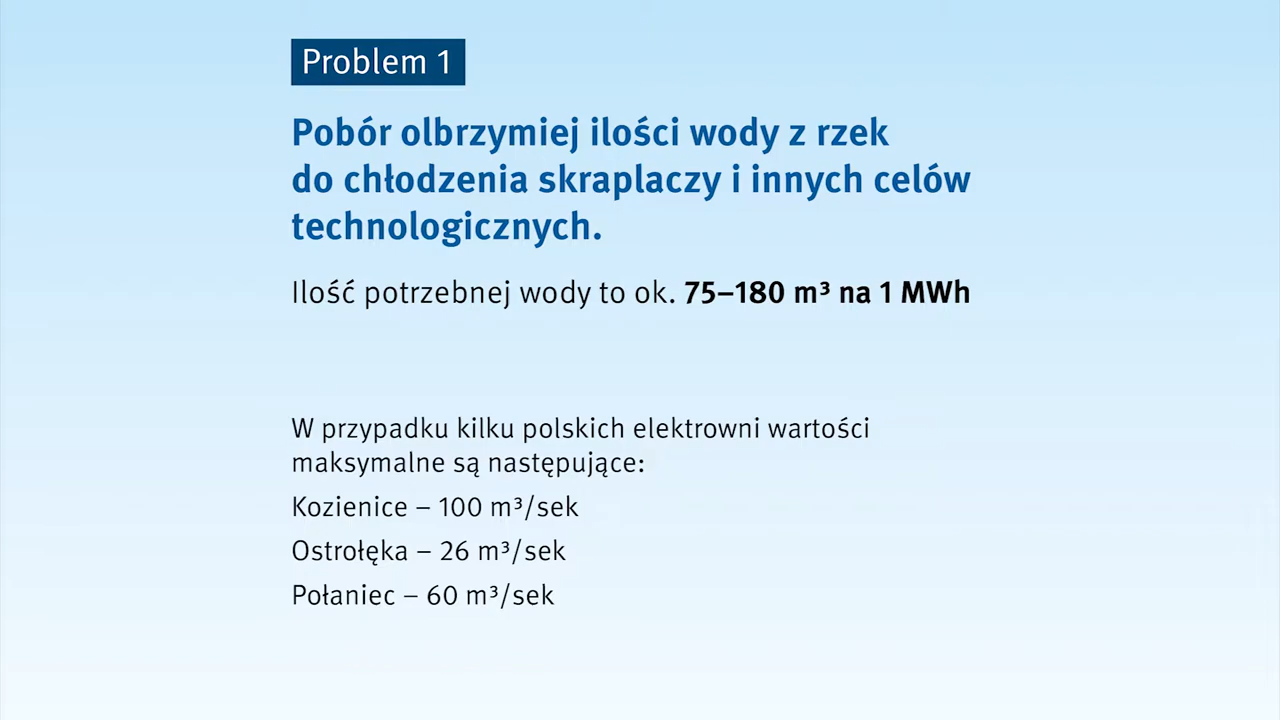 Problem 1
Pobór olbrzymiej ilości wody z rzek
do chłodzenia skraplaczy i innych celów
technologicznych.
Ilość potrzebnej wody to ok. 75–180 m³ na 1 MWh
W przypadku kilku polskich elektrowni wartości
maksymalne są następujące:
Kozienice – 100 m³/sek
Ostrołęka – 26 m³/sek
Połaniec – 60 m³/sek